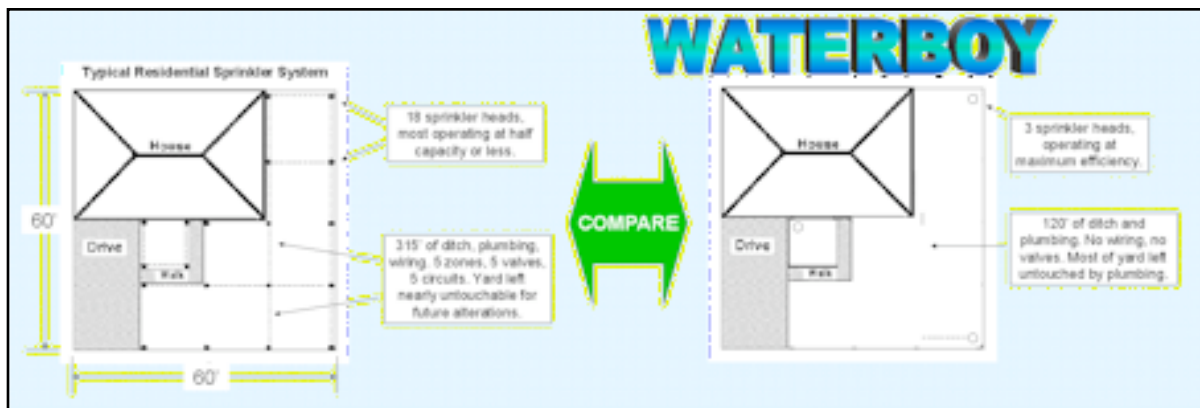 WATERBOY
Typical Residential Sprinkler System
18 sprinkler heads,
most operating at half
capacity or less.
House
60'
Drive
Walk
315' of ditch, plumbing,
wiring, 5 zones, 5 valves,
5 circuits. Yard left
nearly untouchable for
future alterations.
60'
COMPARE
House
Drive
Walk
3 sprinkler heads,
operating at
maximum efficiency.
120' of ditch and
plumbing. No wiring, no
valves. Most of yard left
untouched by plumbing.